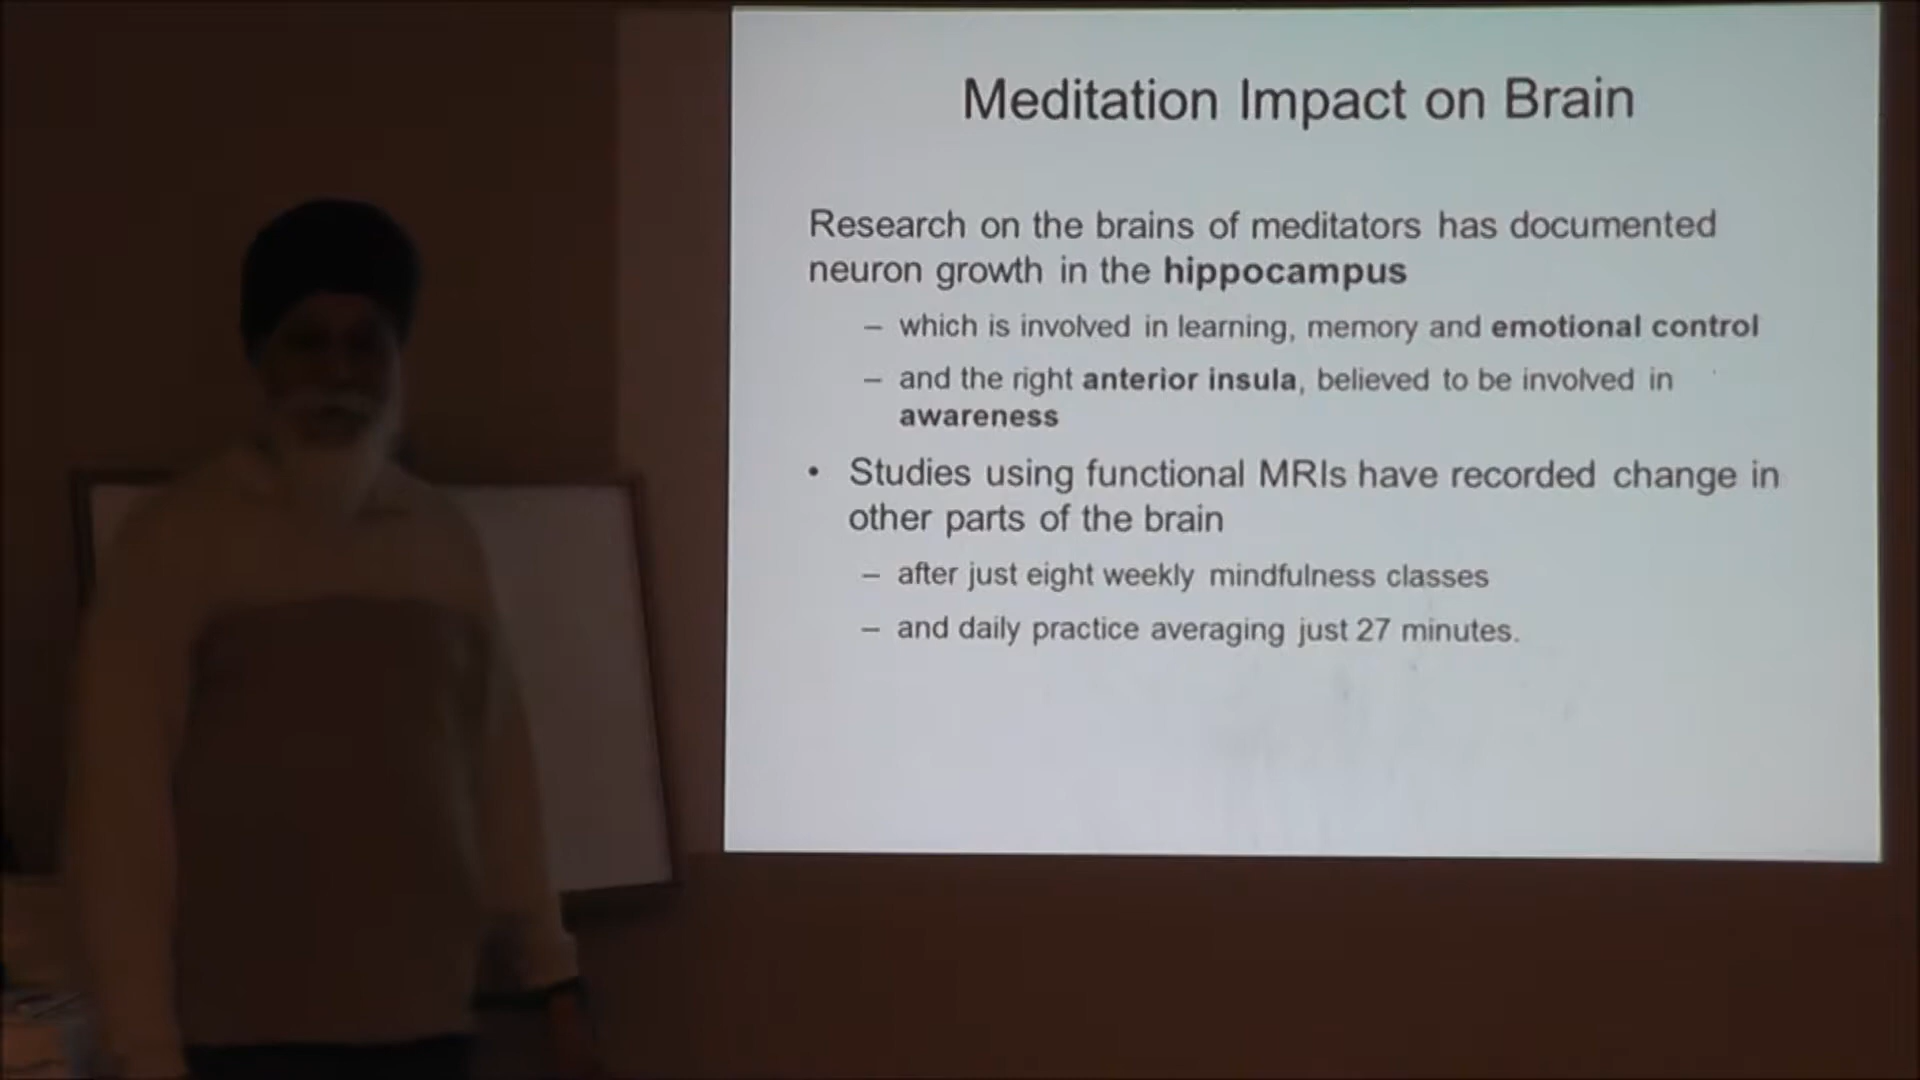 Meditation Impact on Brain
Research on the brains of meditators has documented
neuron growth in the hippocampus
– which is involved in learning, memory and emotional control
– and the right anterior insula, believed to be involved in
awareness
• Studies using functional MRIs have recorded change in
other parts of the brain
– after just eight weekly mindfulness classes
– and daily practice averaging just 27 minutes.